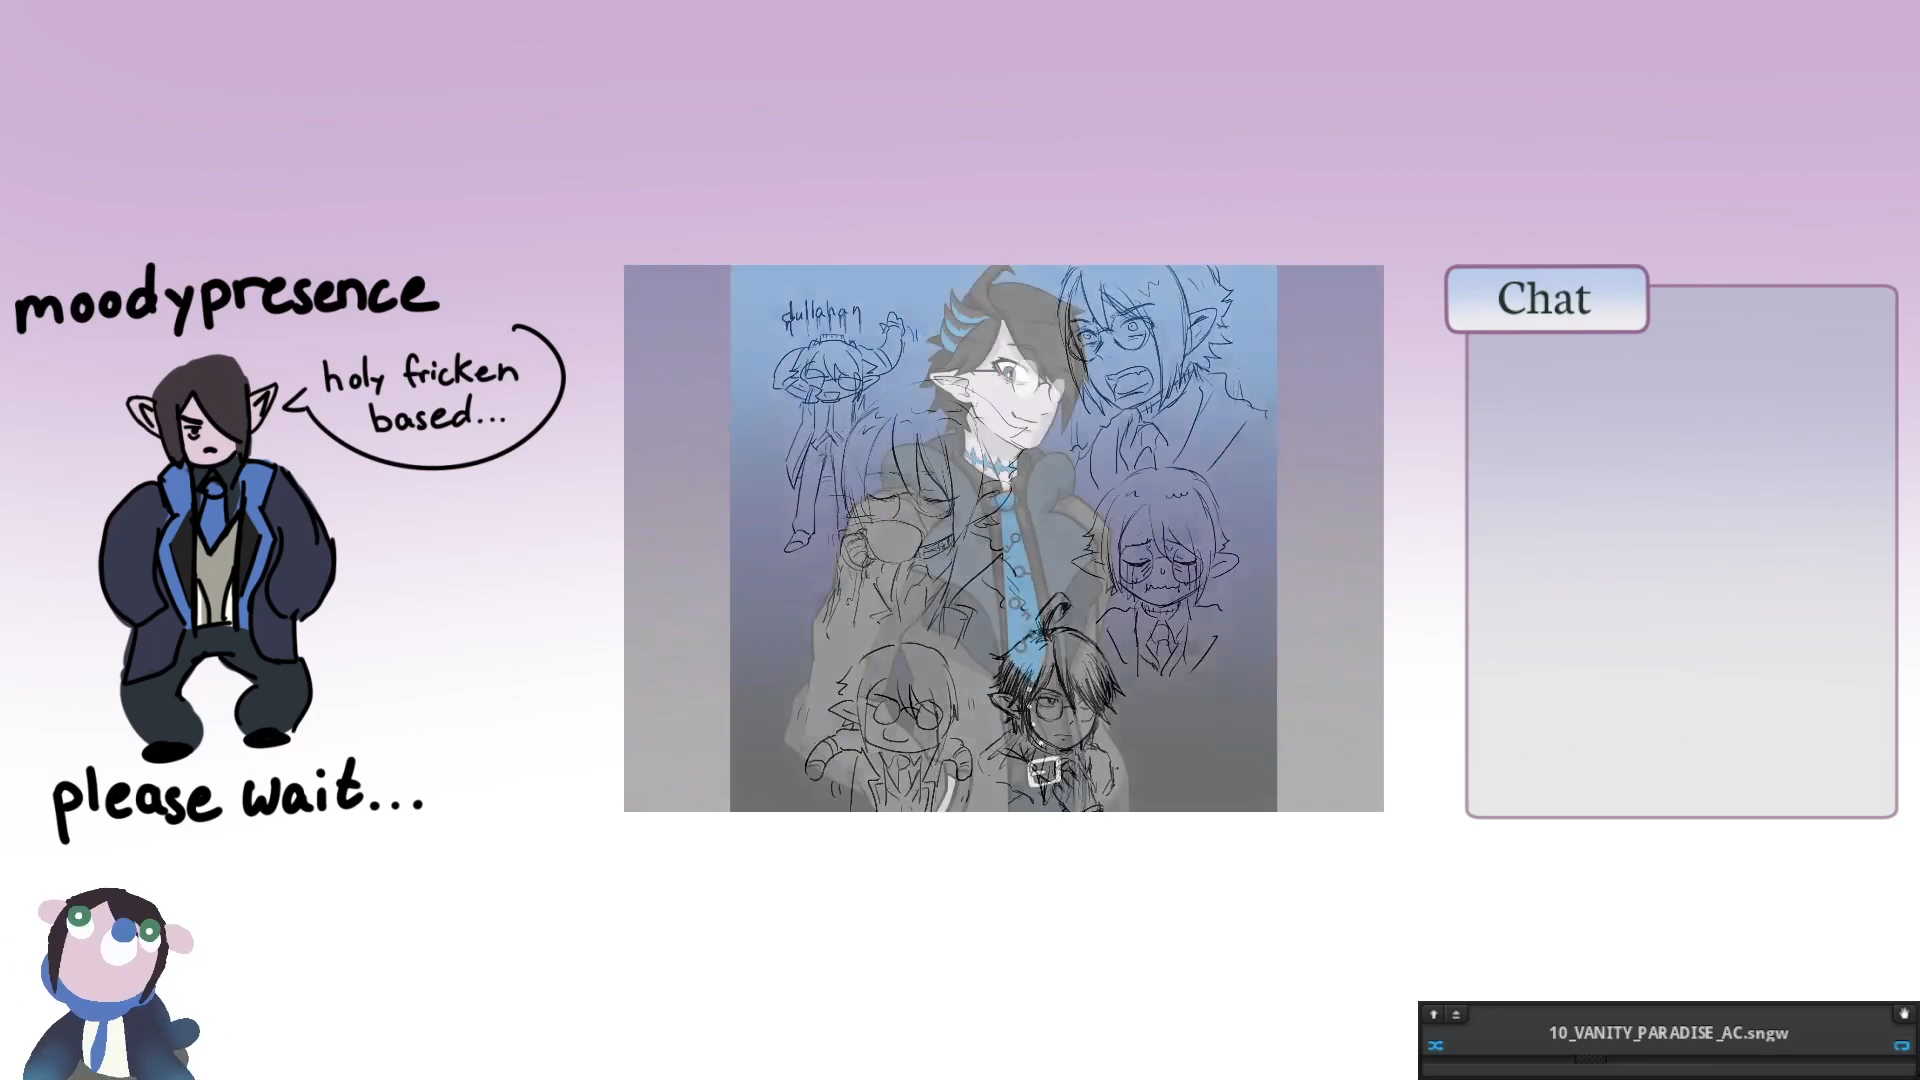 moodypresence
holy fricken
based...
please wait...
dullahan
Chat
10_VANITY_PARADISE_AC.sngw